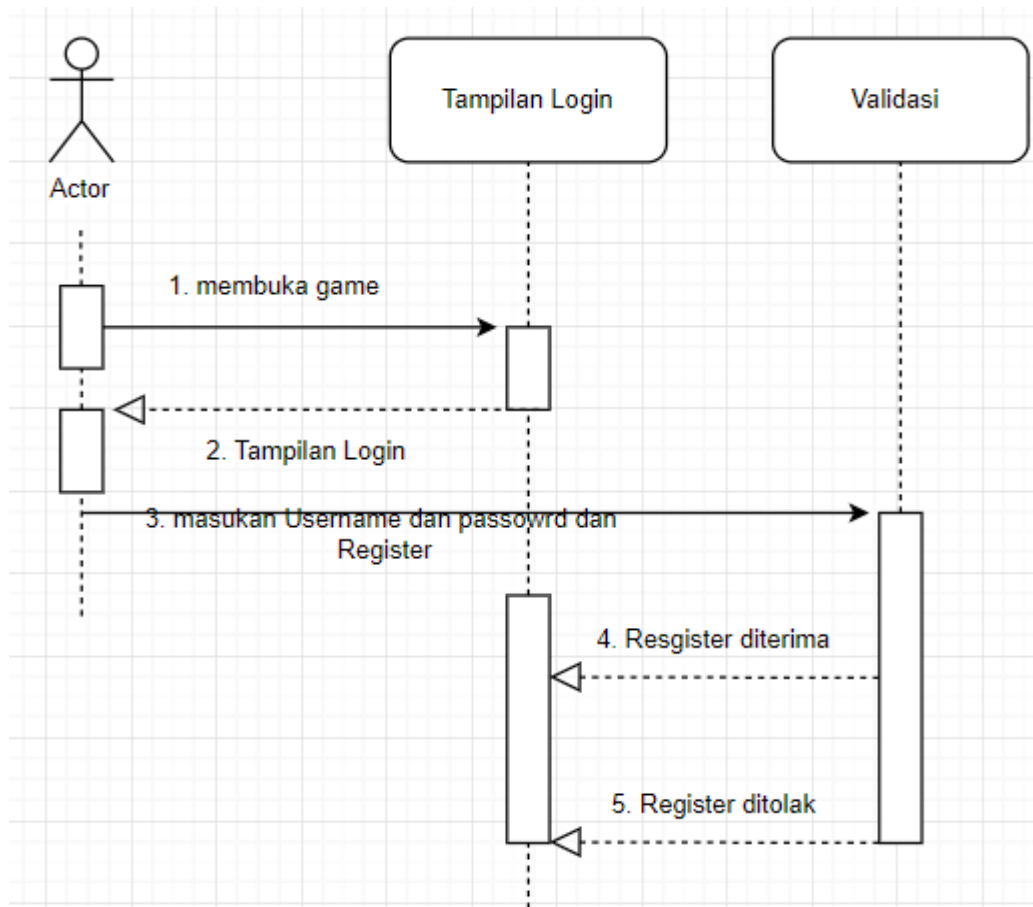 Tampilan Login
Validasi
Actor
1. membuka game
2. Tampilan Login
3. masukan Username dan passowrd dan
Register
4. Resgister diterima
5. Register ditolak